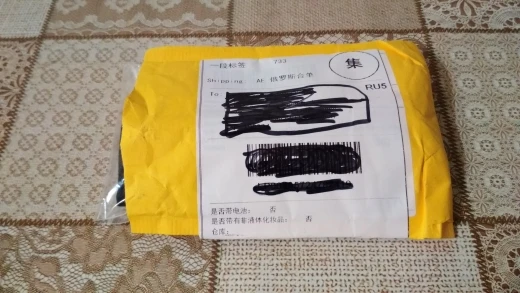 一段标签 733
集
Shipping AE 俄罗斯合单
RU5
To
是否带电池： 否
是否带有非液体化妆品： 否
仓库：